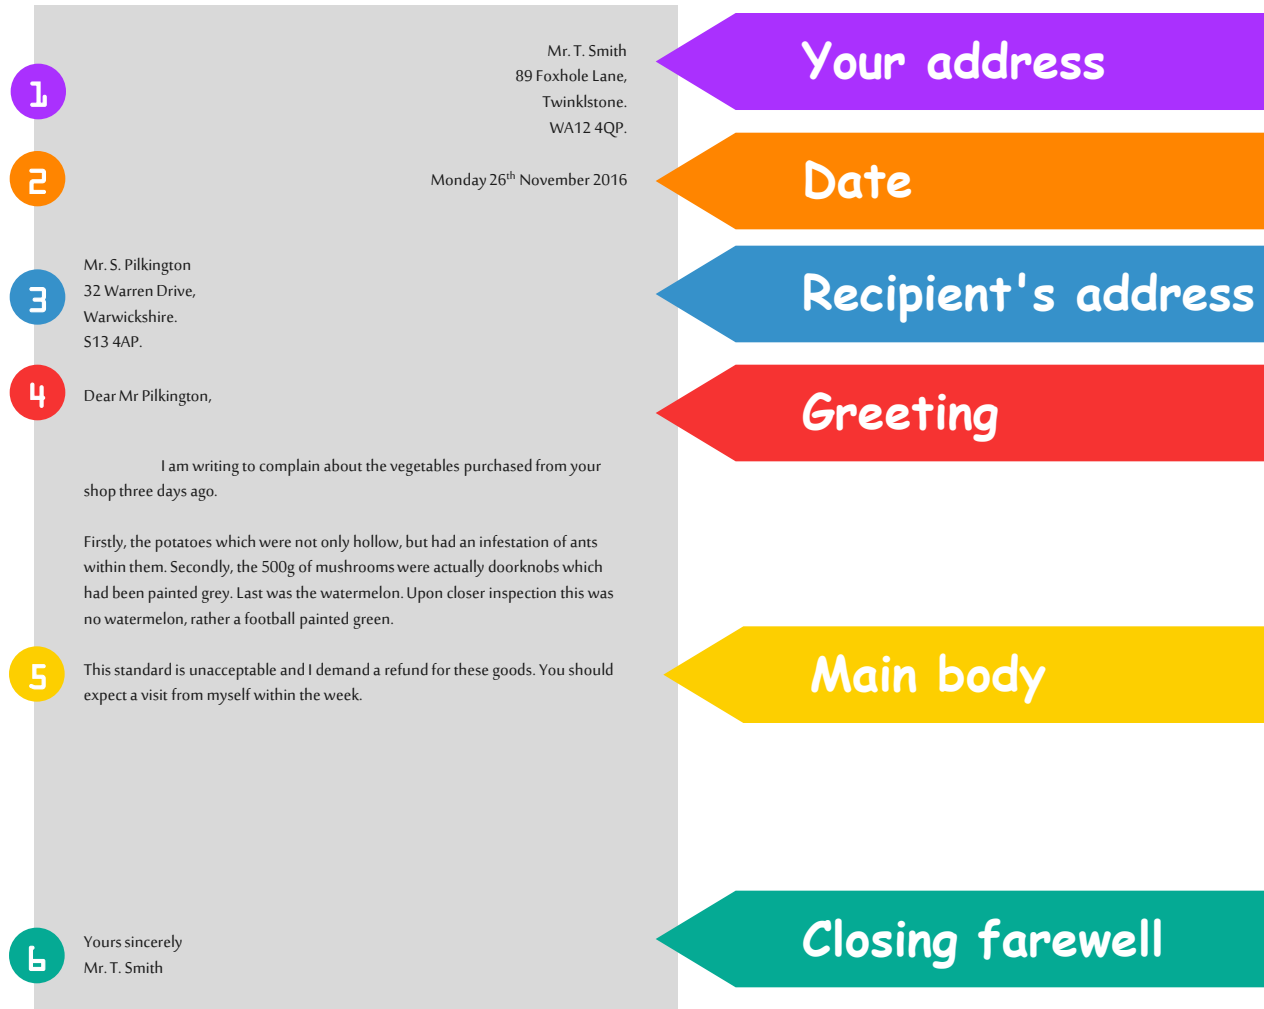 Mr. T. Smith
89 Foxhole Lane,
Twinklstone.
WA12 4QP.
Your address
1
Monday 26th November 2016
Date
2
Mr. S. Pilkington
32 Warren Drive,
Warwickshire.
S13 4AP.
Recipient's address
3
Dear Mr Pilkington,
Greeting
4
I am writing to complain about the vegetables purchased from your
shop three days ago.
Firstly, the potatoes which were not only hollow, but had an infestation of ants
within them. Secondly, the 500g of mushrooms were actually doorknobs which
had been painted grey. Last was the watermelon. Upon closer inspection this was
no watermelon, rather a football painted green.
This standard is unacceptable and I demand a refund for these goods. You should
expect a visit from myself within the week.
Main body
5
Yours sincerely
Mr. T. Smith
Closing farewell
6